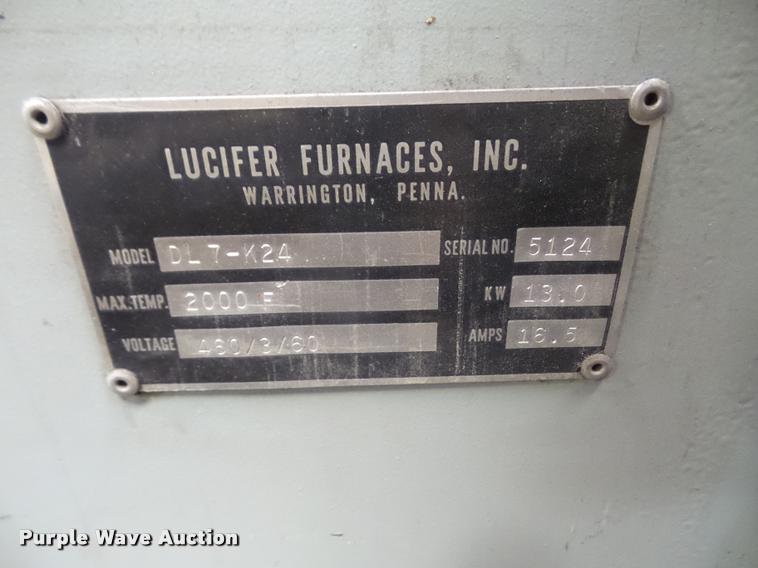 LUCIFER FURNACES, INC.
WARRINGTON, PENNA.
MODEL DL7-K24 SERIAL NO. 5124
MAX. TEMP. 2000 F KW 13.0
VOLTAGE 460/3/60 AMPS 16.5
Purple Wave Auction